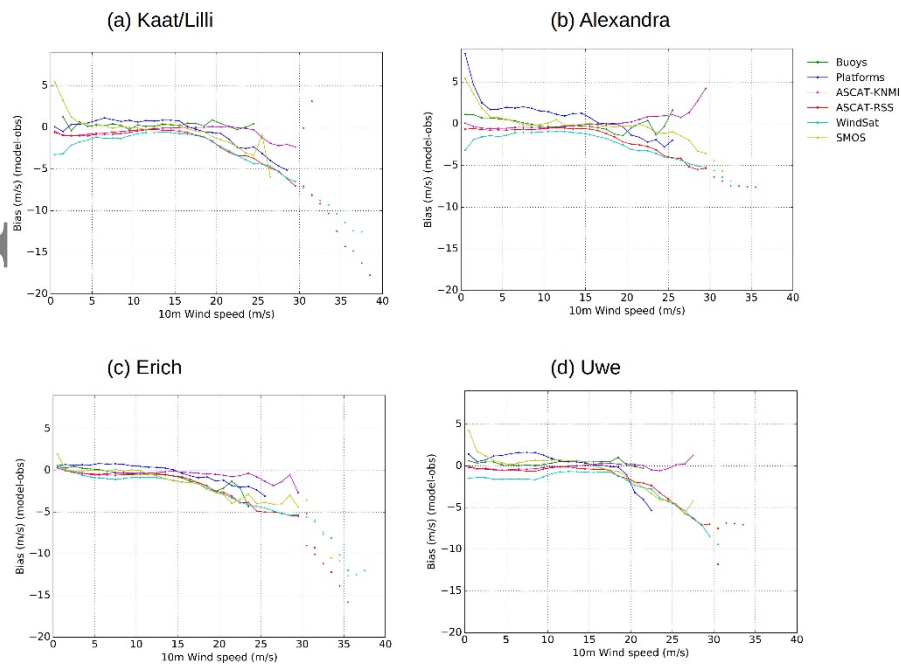 (a) Kaat/Lilli
(b) Alexandra
5
0
−5
−10
−15
−20
Bias (m/s) (model-obs)
0 5 10 15 20 25 30 35 40
10m Wind speed (m/s)
5
0
−5
−10
−15
−20
Bias (m/s) (model-obs)
0 5 10 15 20 25 30 35 40
10m Wind speed (m/s)
Buoys
Platforms
ASCAT-KNMI
ASCAT-RSS
WindSat
SMOS
(c) Erich
(d) Uwe
5
0
−5
−10
−15
−20
Bias (m/s) (model-obs)
0 5 10 15 20 25 30 35 40
10m Wind speed (m/s)
5
0
−5
−10
−15
−20
Bias (m/s) (model-obs)
0 5 10 15 20 25 30 35 40
10m Wind speed (m/s)